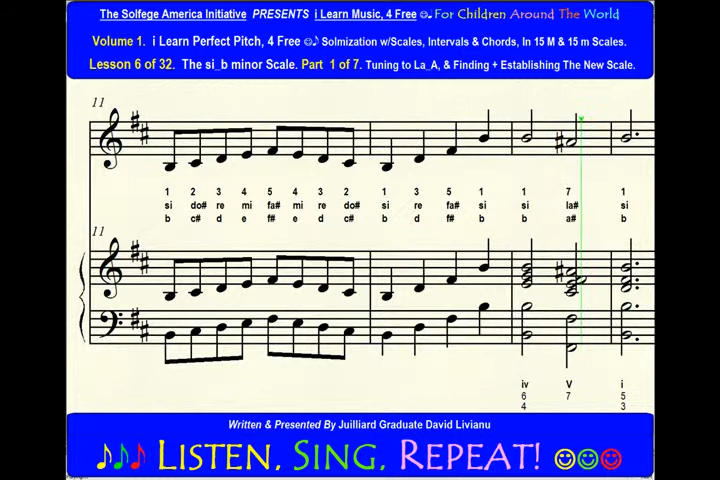 The Solfege America Initiative PRESENTS i Learn Music, 4 Free ☺♪ For Children Around The World
Volume 1. i Learn Perfect Pitch, 4 Free ☺♪ Solmization w/Scales, Intervals & Chords, In 15 M & 15 m Scales.
Lesson 6 of 32. The si_b minor Scale. Part 1 of 7. Tuning to La_A, & Finding + Establishing The New Scale.
11
1 2 3 4 5 4 3 2 1 3 5 1 1 7 1
si do# re mi fa# mi re do# si re fa# si si la# si
b c# d e f# e d c# b d f# b b a# b
11
iv V i
6 7 5
4 3
Written & Presented By Juilliard Graduate David Livianu
♪♫♪ LISTEN, SING, REPEAT! ☺☺☺